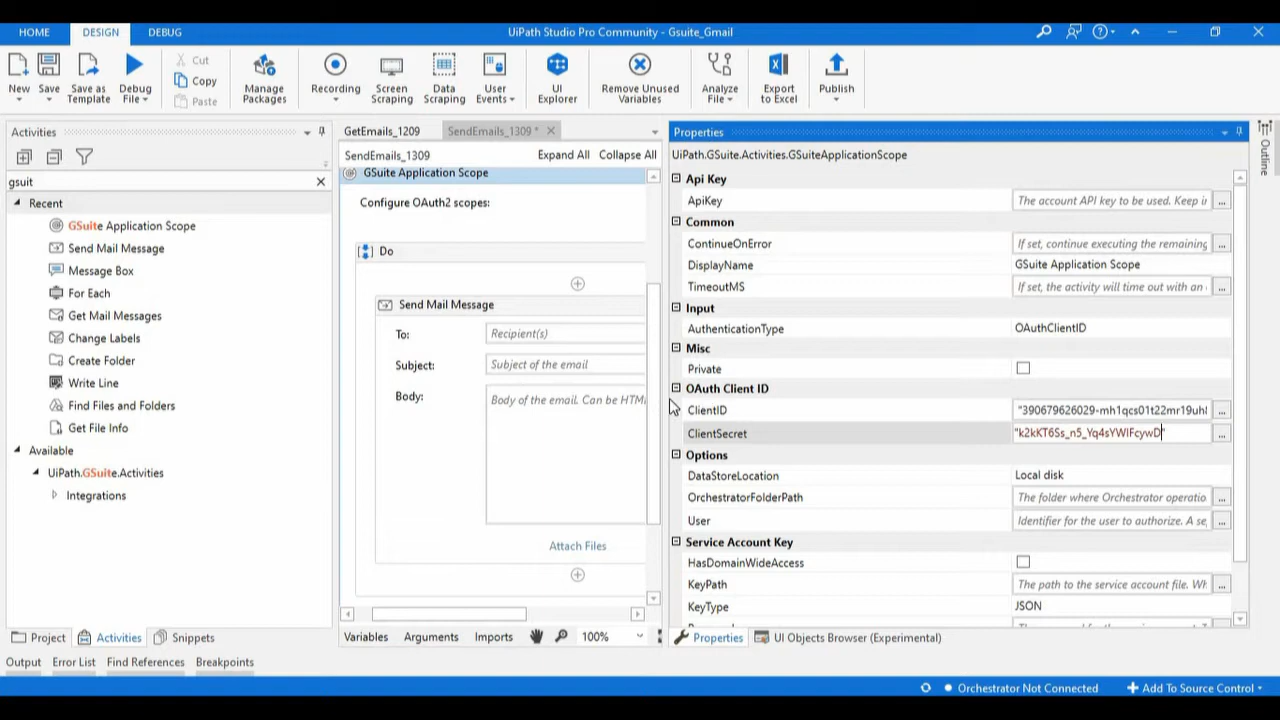 HOME DESIGN DEBUG UiPath Studio Pro Community - Gsuite_Gmail
New Save Save as Template Debug File Cut Copy Paste Manage Packages Recording Screen Scraping Data Scraping User Events UI Explorer Remove Unused Variables Analyze File Export to Excel Publish
Activities
gsuit
Recent
GSuite Application Scope
Send Mail Message
Message Box
For Each
Get Mail Messages
Change Labels
Create Folder
Write Line
Find Files and Folders
Get File Info
Available
UiPath.GSuite.Activities
Integrations
Project Activities Snippets
GetEmails_1209 SendEmails_1309 *
SendEmails_1309 Expand All Collapse All
GSuite Application Scope
Configure OAuth2 scopes:
Do
Send Mail Message
To: Recipient(s)
Subject: Subject of the email
Body: Body of the email. Can be HTM
Attach Files
Variables Arguments Imports 100%
Properties
UiPath.GSuite.Activities.GSuiteApplicationScope
Api Key
ApiKey The account API key to be used. Keep i
Common
ContinueOnError If set, continue executing the remaining
DisplayName GSuite Application Scope
TimeoutMS If set, the activity will time out with an
Input
AuthenticationType OAuthClientID
Misc
Private
OAuth Client ID
ClientID "390679626029-mh1qcs01t22mr19uhl
ClientSecret "k2kKT6Ss_n5_Yq4sYWlFcywD"
Options
DataStoreLocation Local disk
OrchestratorFolderPath The folder where Orchestrator operatio
User Identifier for the user to authorize. A se
Service Account Key
HasDomainWideAccess
KeyPath The path to the service account file. Wh
KeyType JSON
Properties UI Objects Browser (Experimental)
Outline
Output Error List Find References Breakpoints
Orchestrator Not Connected Add To Source Control